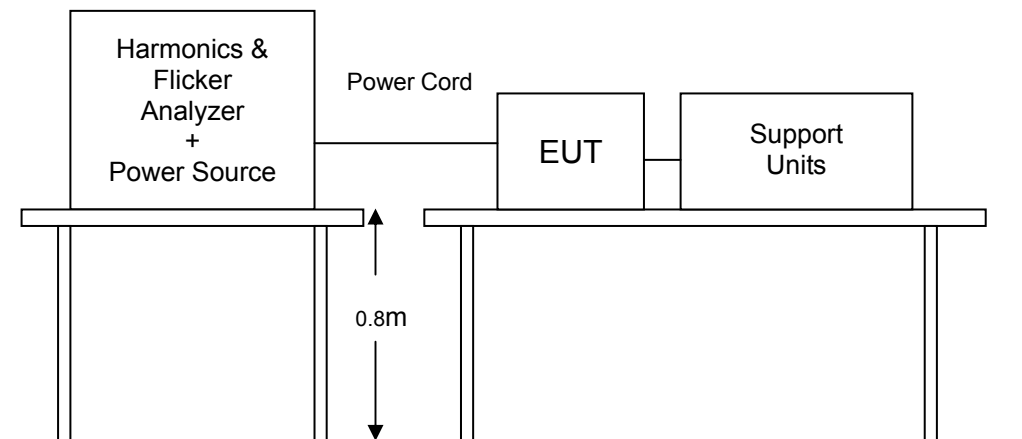 Harmonics &
Flicker
Analyzer
+
Power Source
Power Cord
EUT
Support
Units
0.8m